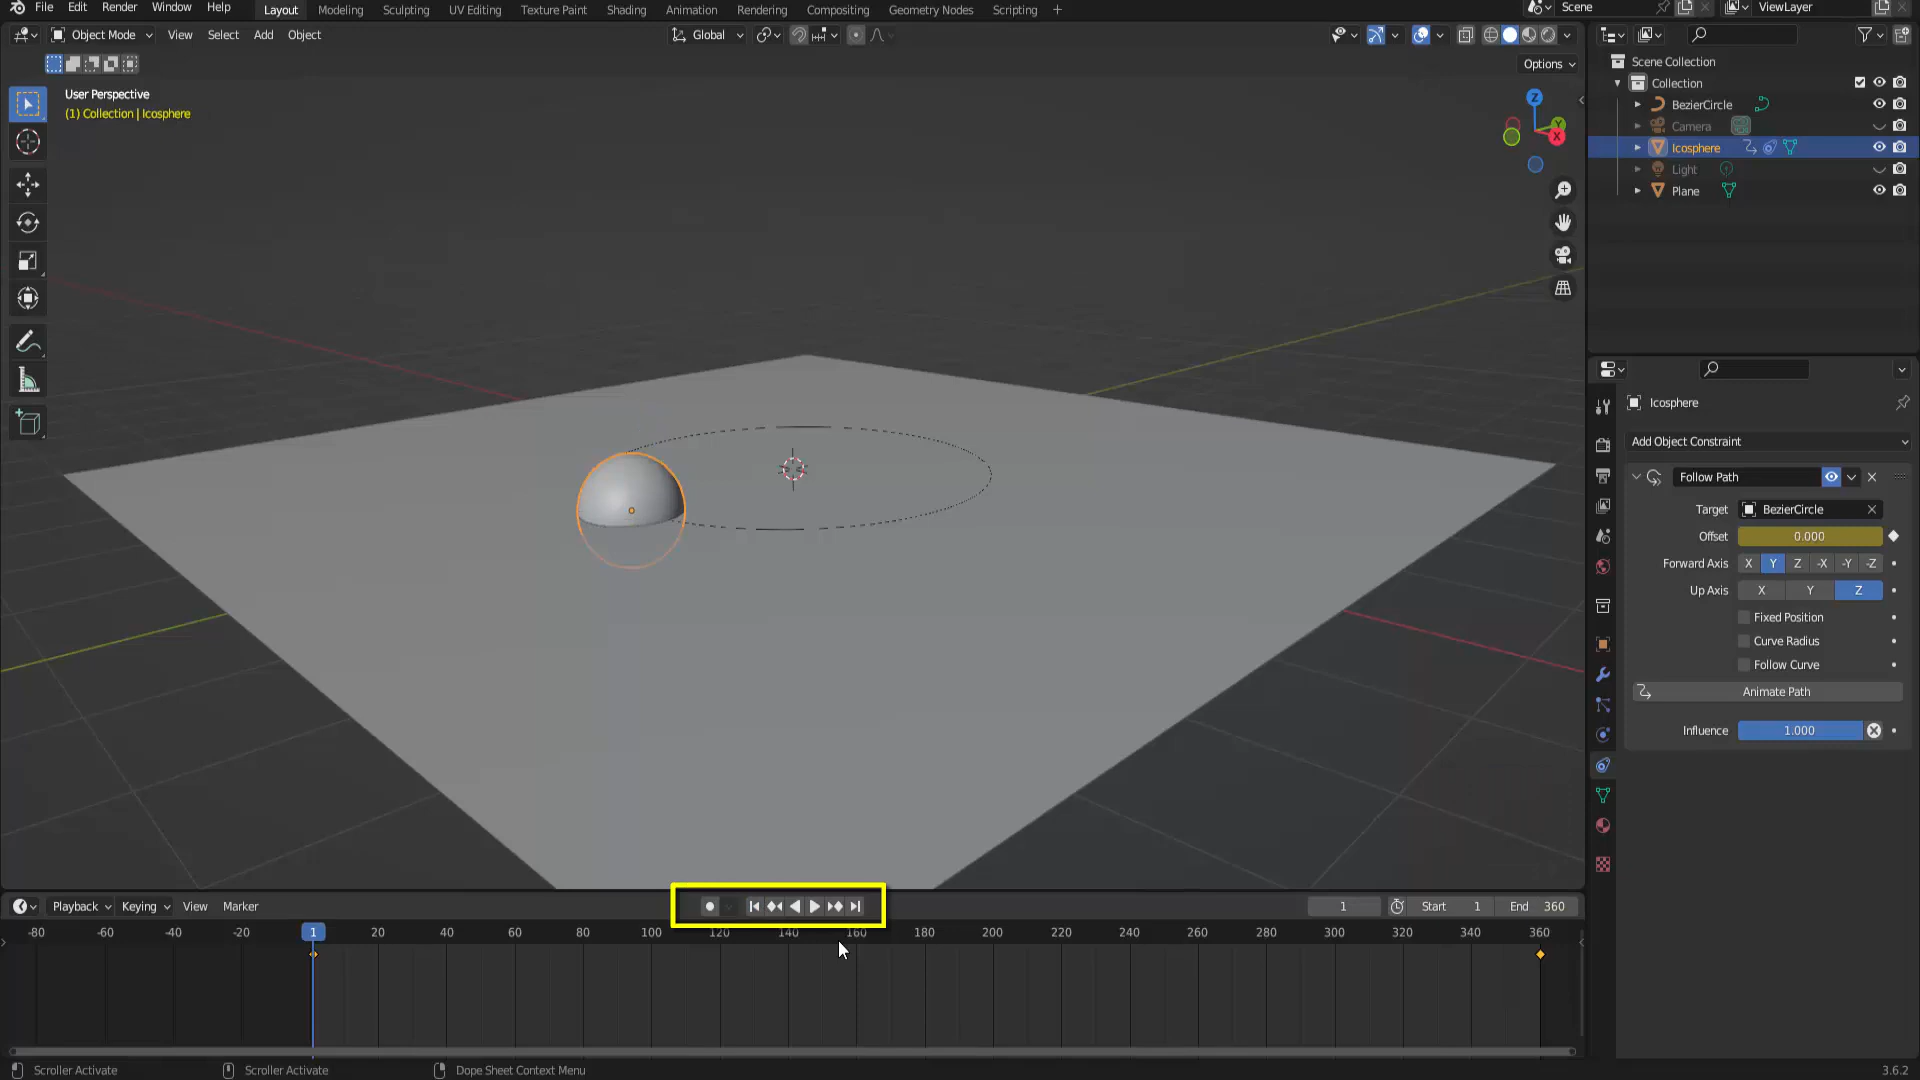 File Edit Render Window Help Layout Modeling Sculpting UV Editing Texture Paint Shading Animation Rendering Compositing Geometry Nodes Scripting + Scene ViewLayer
Object Mode View Select Add Object Global
Options
User Perspective
(1) Collection | Icosphere
Z
Y
X
Scene Collection
Collection
BezierCircle
Camera
Icosphere
Light
Plane
Icosphere
Add Object Constraint
Follow Path
Target BezierCircle
Offset 0.000
Forward Axis X Y Z -X -Y -Z
Up Axis X Y Z
Fixed Position
Curve Radius
Follow Curve
Animate Path
Influence 1.000
Playback Keying View Marker 1 Start 1 End 360
-80 -60 -40 -20 1 20 40 60 80 100 120 140 160 180 200 220 240 260 280 300 320 340 360
Scroller Activate Scroller Activate Dope Sheet Context Menu 3.6.2